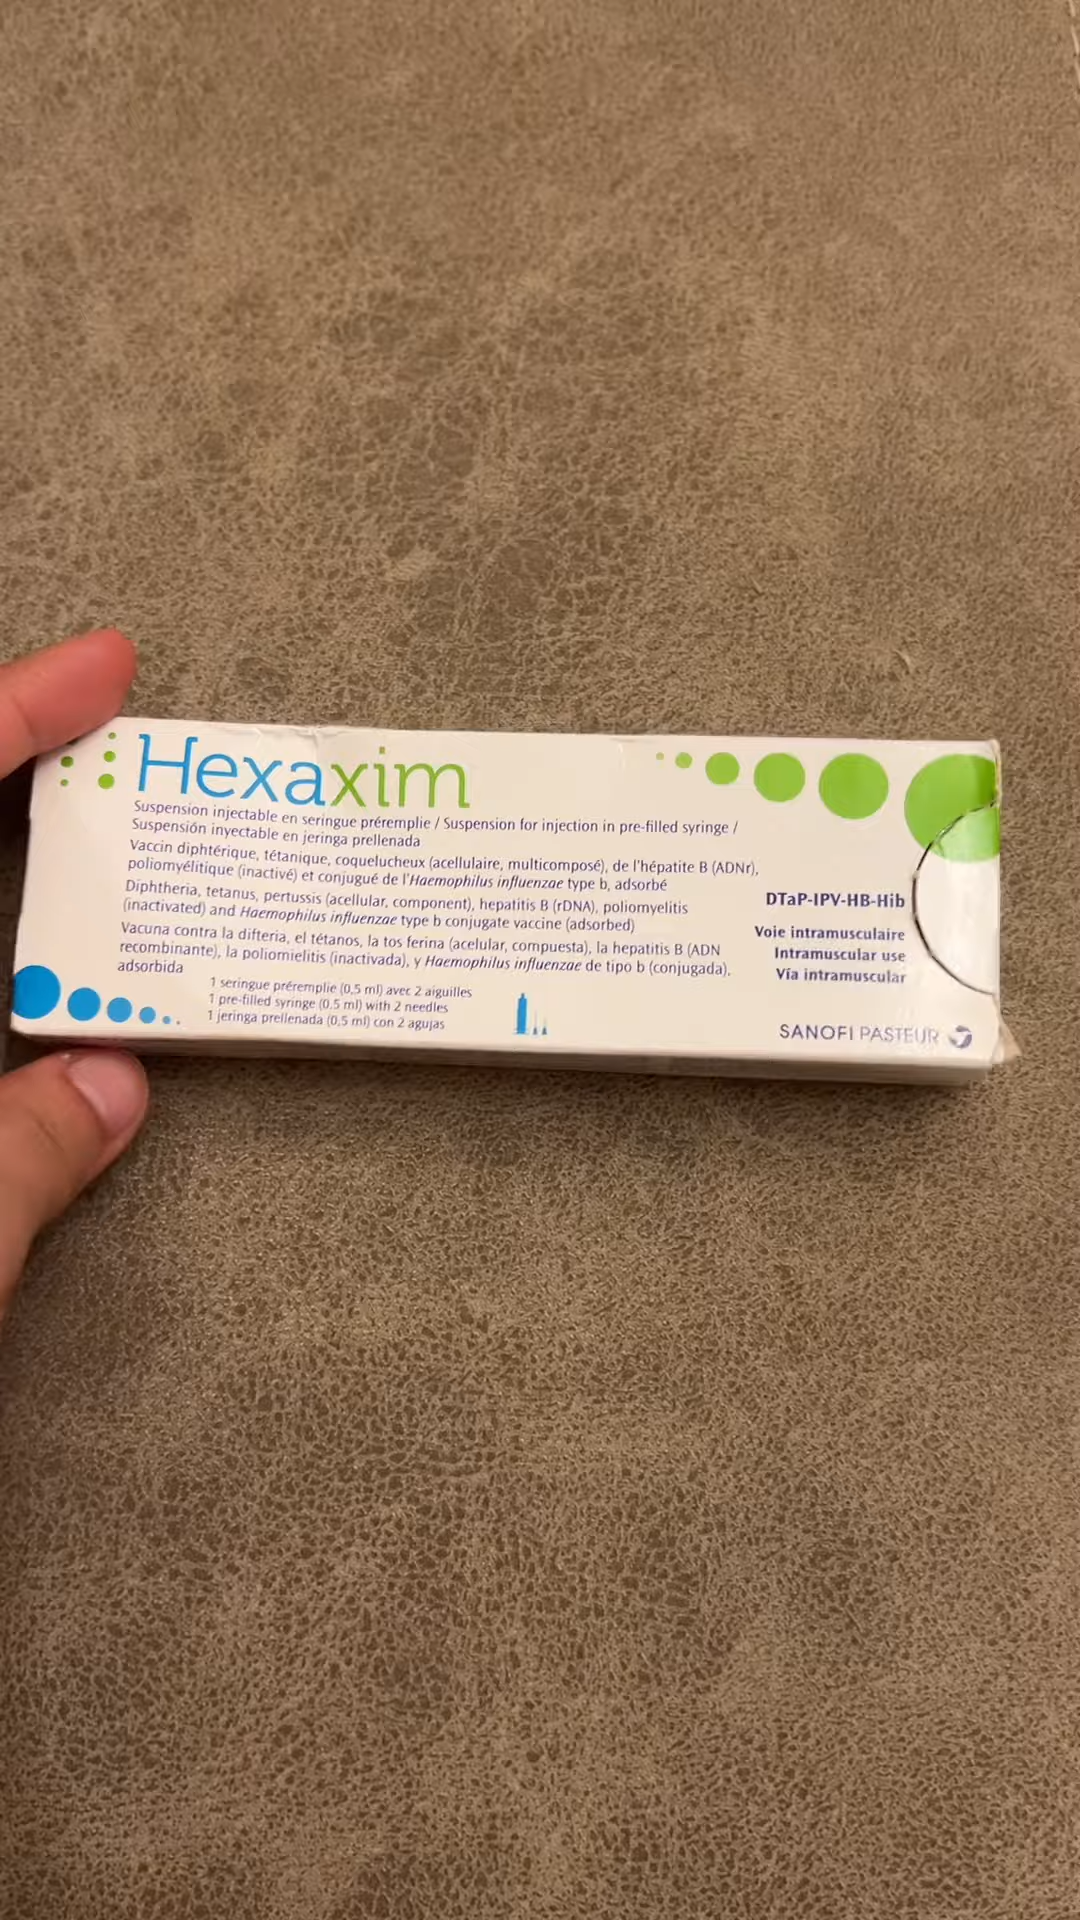 Hexaxim
Suspension injectable en seringue préremplie / Suspension for injection in pre-filled syringe /
Suspensión inyectable en jeringa prellenada
Vaccin diphtérique, tétanique, coquelucheux (acellulaire, multicomposé), de l'hépatite B (ADNr),
poliomyélitique (inactivé) et conjugué de l'Haemophilus influenzae type b, adsorbé
Diphtheria, tetanus, pertussis (acellular, component), hepatitis B (rDNA), poliomyelitis
(inactivated) and Haemophilus influenzae type b conjugate vaccine (adsorbed)
Vacuna contra la difteria, el tétanos, la tos ferina (acelular, compuesta), la hepatitis B (ADN
recombinante), la poliomielitis (inactivada), y Haemophilus influenzae de tipo b (conjugada),
adsorbida
1 seringue préremplie (0,5 ml) avec 2 aiguilles
1 pre-filled syringe (0.5 ml) with 2 needles
1 jeringa prellenada (0,5 ml) con 2 agujas
DTaP-IPV-HB-Hib
Voie intramusculaire
Intramuscular use
Vía intramuscular
SANOFI PASTEUR